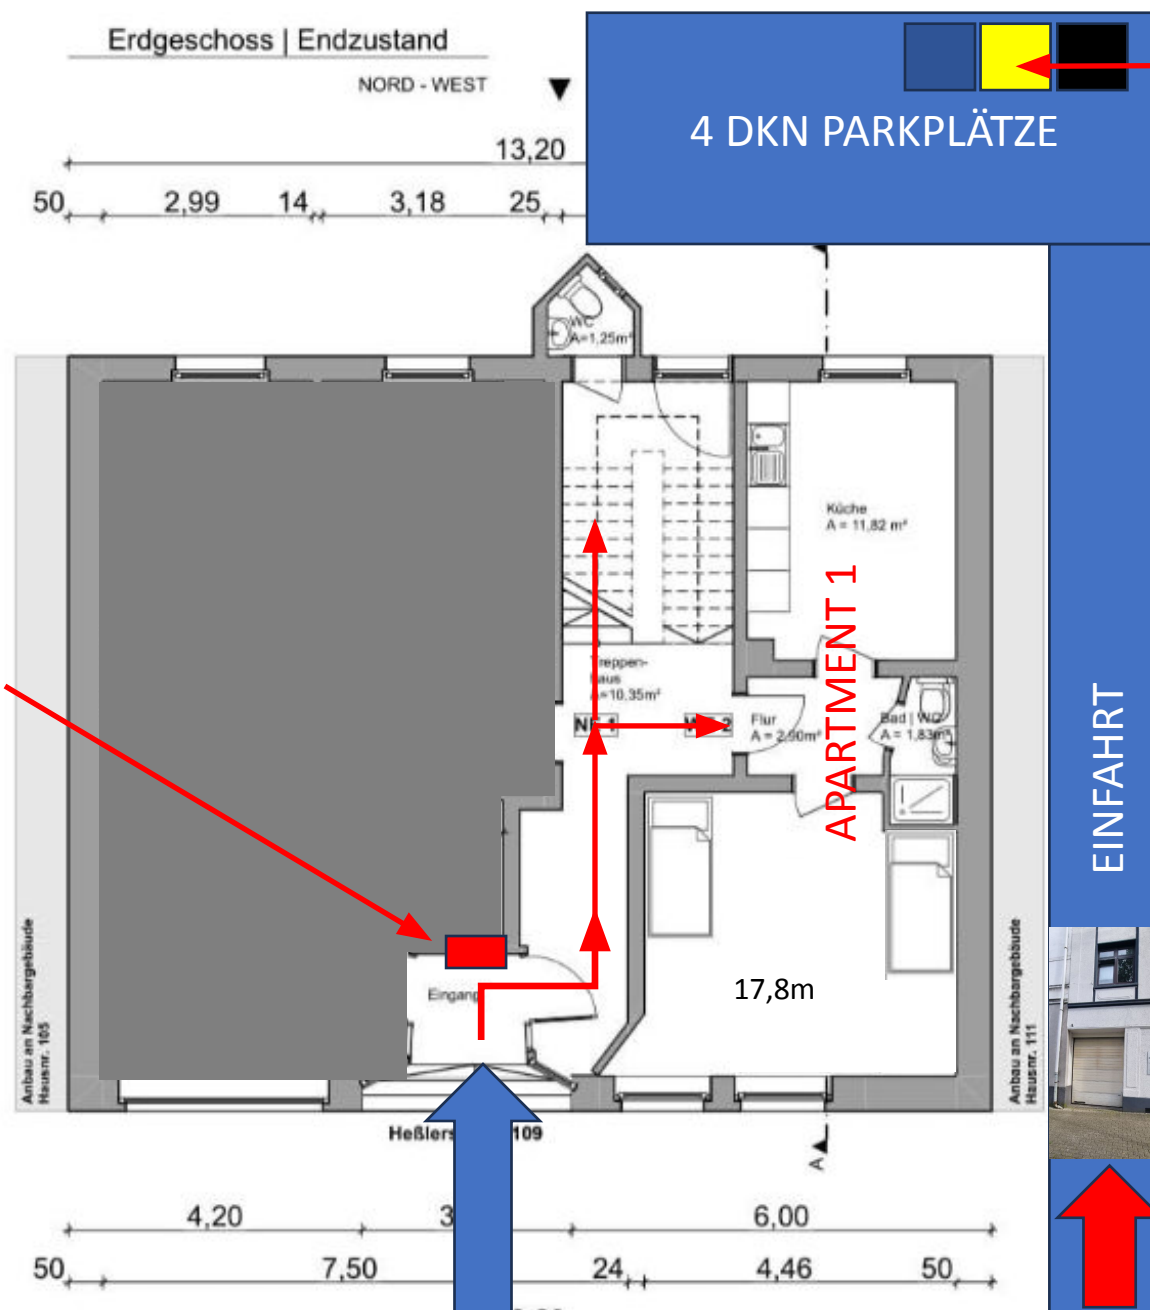 Erdgeschoss | Endzustand
NORD - WEST
4 DKN PARKPLÄTZE
13,20
50
2,99
14
3,18
25
WC
A=1,25m²
Küche
A = 11,82 m²
APARTMENT 1
Treppen-
haus
A=10,35m²
NE 1
Flur
A = 2,90m²
Bad | WC
A = 1,83m²
EINFAHRT
Eingang
17,8m
Anbau an Nachbargebäude
Hausnr. 105
Anbau an Nachbargebäude
Hausnr. 111
109
A
4,20
3
6,00
50
7,50
24
4,46
50